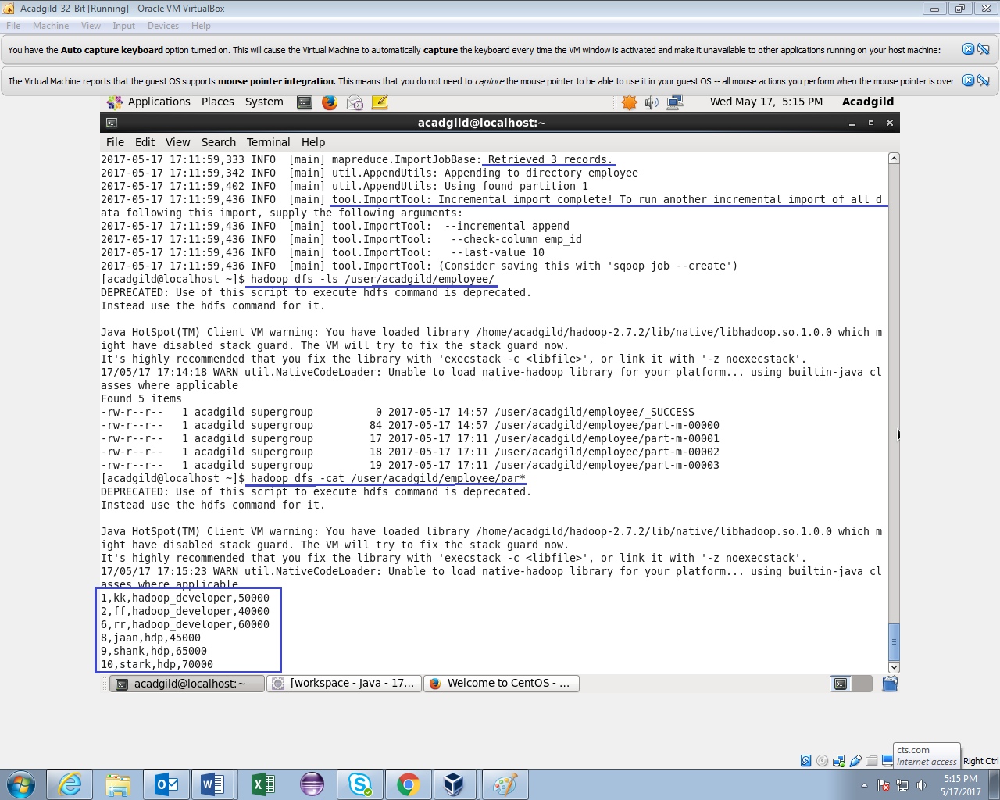 Acadgild_32_Bit [Running] - Oracle VM VirtualBox
File Machine View Input Devices Help
You have the Auto capture keyboard option turned on. This will cause the Virtual Machine to automatically capture the keyboard every time the VM window is activated and make it unavailable to other applications running on your host machine:
The Virtual Machine reports that the guest OS supports mouse pointer integration. This means that you do not need to capture the mouse pointer to be able to use it in your guest OS -- all mouse actions you perform when the mouse pointer is over
Applications Places System Wed May 17, 5:15 PM Acadgild
acadgild@localhost:~
File Edit View Search Terminal Help
2017-05-17 17:11:59,333 INFO  [main] mapreduce.ImportJobBase: Retrieved 3 records.
2017-05-17 17:11:59,342 INFO  [main] util.AppendUtils: Appending to directory employee
2017-05-17 17:11:59,402 INFO  [main] util.AppendUtils: Using found partition 1
2017-05-17 17:11:59,436 INFO  [main] tool.ImportTool: Incremental import complete! To run another incremental import of all d
ata following this import, supply the following arguments:
2017-05-17 17:11:59,436 INFO  [main] tool.ImportTool:  --incremental append
2017-05-17 17:11:59,436 INFO  [main] tool.ImportTool:   --check-column emp_id
2017-05-17 17:11:59,436 INFO  [main] tool.ImportTool:   --last-value 10
2017-05-17 17:11:59,436 INFO  [main] tool.ImportTool: (Consider saving this with 'sqoop job --create')
[acadgild@localhost ~]$ hadoop dfs -ls /user/acadgild/employee/
DEPRECATED: Use of this script to execute hdfs command is deprecated.
Instead use the hdfs command for it.
Java HotSpot(TM) Client VM warning: You have loaded library /home/acadgild/hadoop-2.7.2/lib/native/libhadoop.so.1.0.0 which m
ight have disabled stack guard. The VM will try to fix the stack guard now.
It's highly recommended that you fix the library with 'execstack -c <libfile>', or link it with '-z noexecstack'.
17/05/17 17:14:18 WARN util.NativeCodeLoader: Unable to load native-hadoop library for your platform... using builtin-java cl
asses where applicable
Found 5 items
-rw-r--r--   1 acadgild supergroup          0 2017-05-17 14:57 /user/acadgild/employee/_SUCCESS
-rw-r--r--   1 acadgild supergroup         84 2017-05-17 14:57 /user/acadgild/employee/part-m-00000
-rw-r--r--   1 acadgild supergroup         17 2017-05-17 17:11 /user/acadgild/employee/part-m-00001
-rw-r--r--   1 acadgild supergroup         18 2017-05-17 17:11 /user/acadgild/employee/part-m-00002
-rw-r--r--   1 acadgild supergroup         19 2017-05-17 17:11 /user/acadgild/employee/part-m-00003
[acadgild@localhost ~]$ hadoop dfs -cat /user/acadgild/employee/par*
DEPRECATED: Use of this script to execute hdfs command is deprecated.
Instead use the hdfs command for it.
Java HotSpot(TM) Client VM warning: You have loaded library /home/acadgild/hadoop-2.7.2/lib/native/libhadoop.so.1.0.0 which m
ight have disabled stack guard. The VM will try to fix the stack guard now.
It's highly recommended that you fix the library with 'execstack -c <libfile>', or link it with '-z noexecstack'.
17/05/17 17:15:23 WARN util.NativeCodeLoader: Unable to load native-hadoop library for your platform... using builtin-java cl
asses where applicable
1,kk,hadoop_developer,50000
2,ff,hadoop_developer,40000
6,rr,hadoop_developer,60000
8,jaan,hdp,45000
9,shank,hdp,65000
10,stark,hdp,70000
acadgild@localhost:~ [workspace - Java - 17... Welcome to CentOS - ...
cts.com
Internet access
Right Ctrl
5:15 PM
5/17/2017